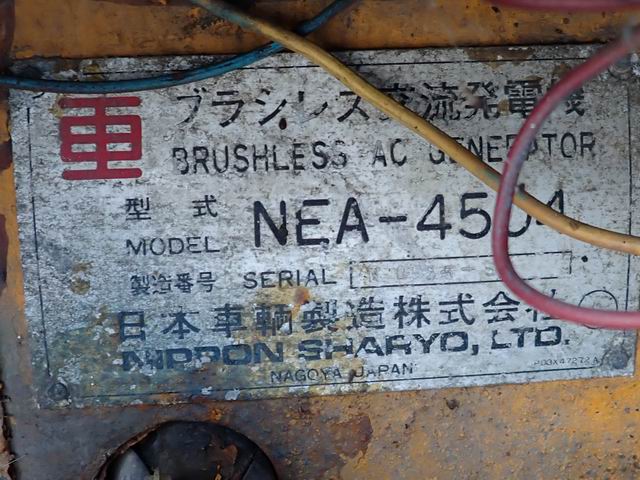 車
ブラシレス交流発電機
BRUSHLESS AC GENERATOR
型式
NEA-4504
MODEL
製造番号 SERIAL
日本車輌製造株式会社
NIPPON SHARYO, LTD.
NAGOYA JAPAN